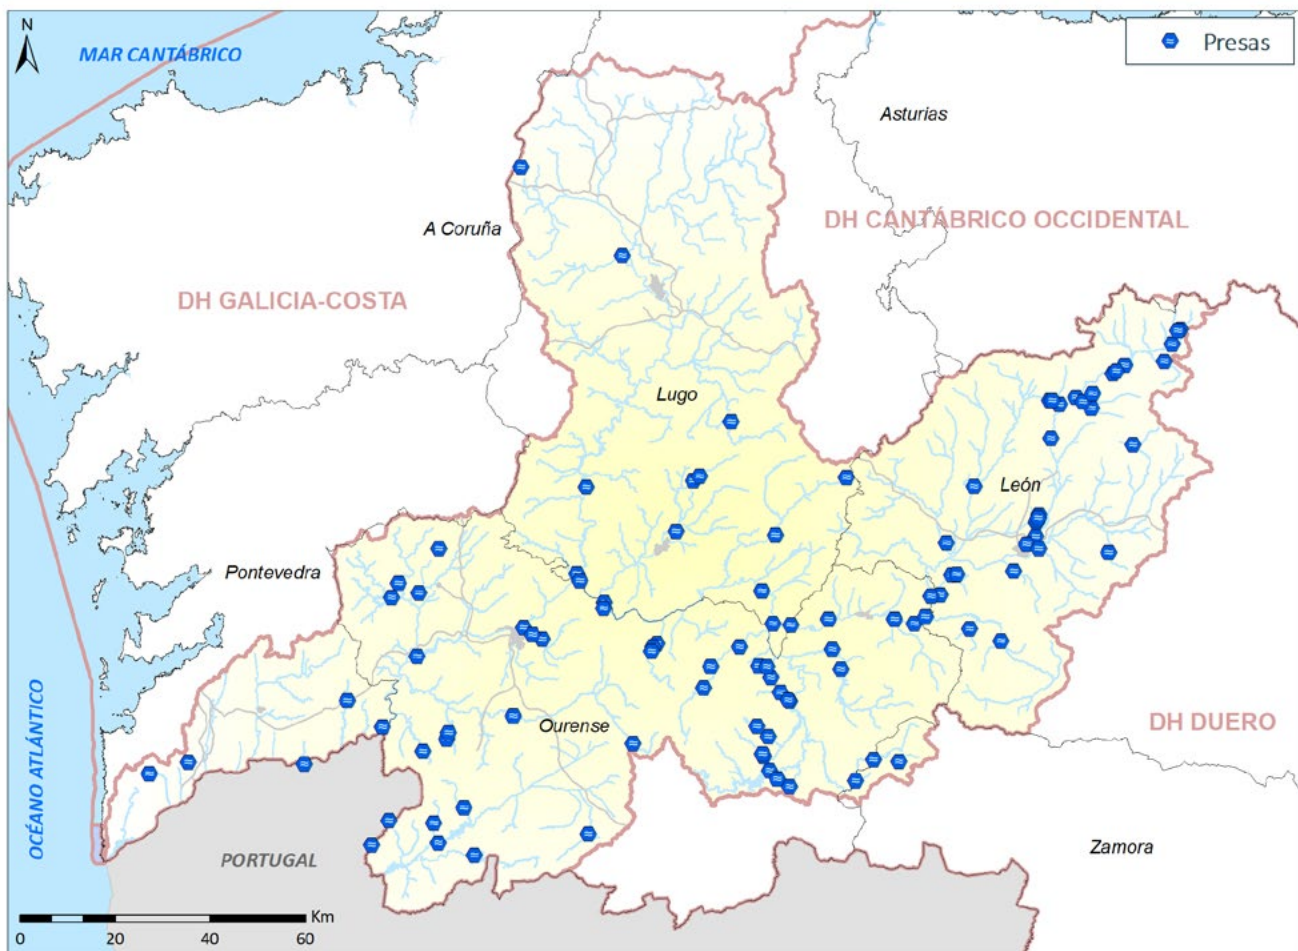 N
MAR CANTÁBRICO
Presas
Asturias
DH CANTÁBRICO OCCIDENTAL
A Coruña
DH GALICIA-COSTA
Lugo
León
Pontevedra
DH DUERO
Ourense
OCÉANO ATLÁNTICO
PORTUGAL
Zamora
Km
0 20 40 60